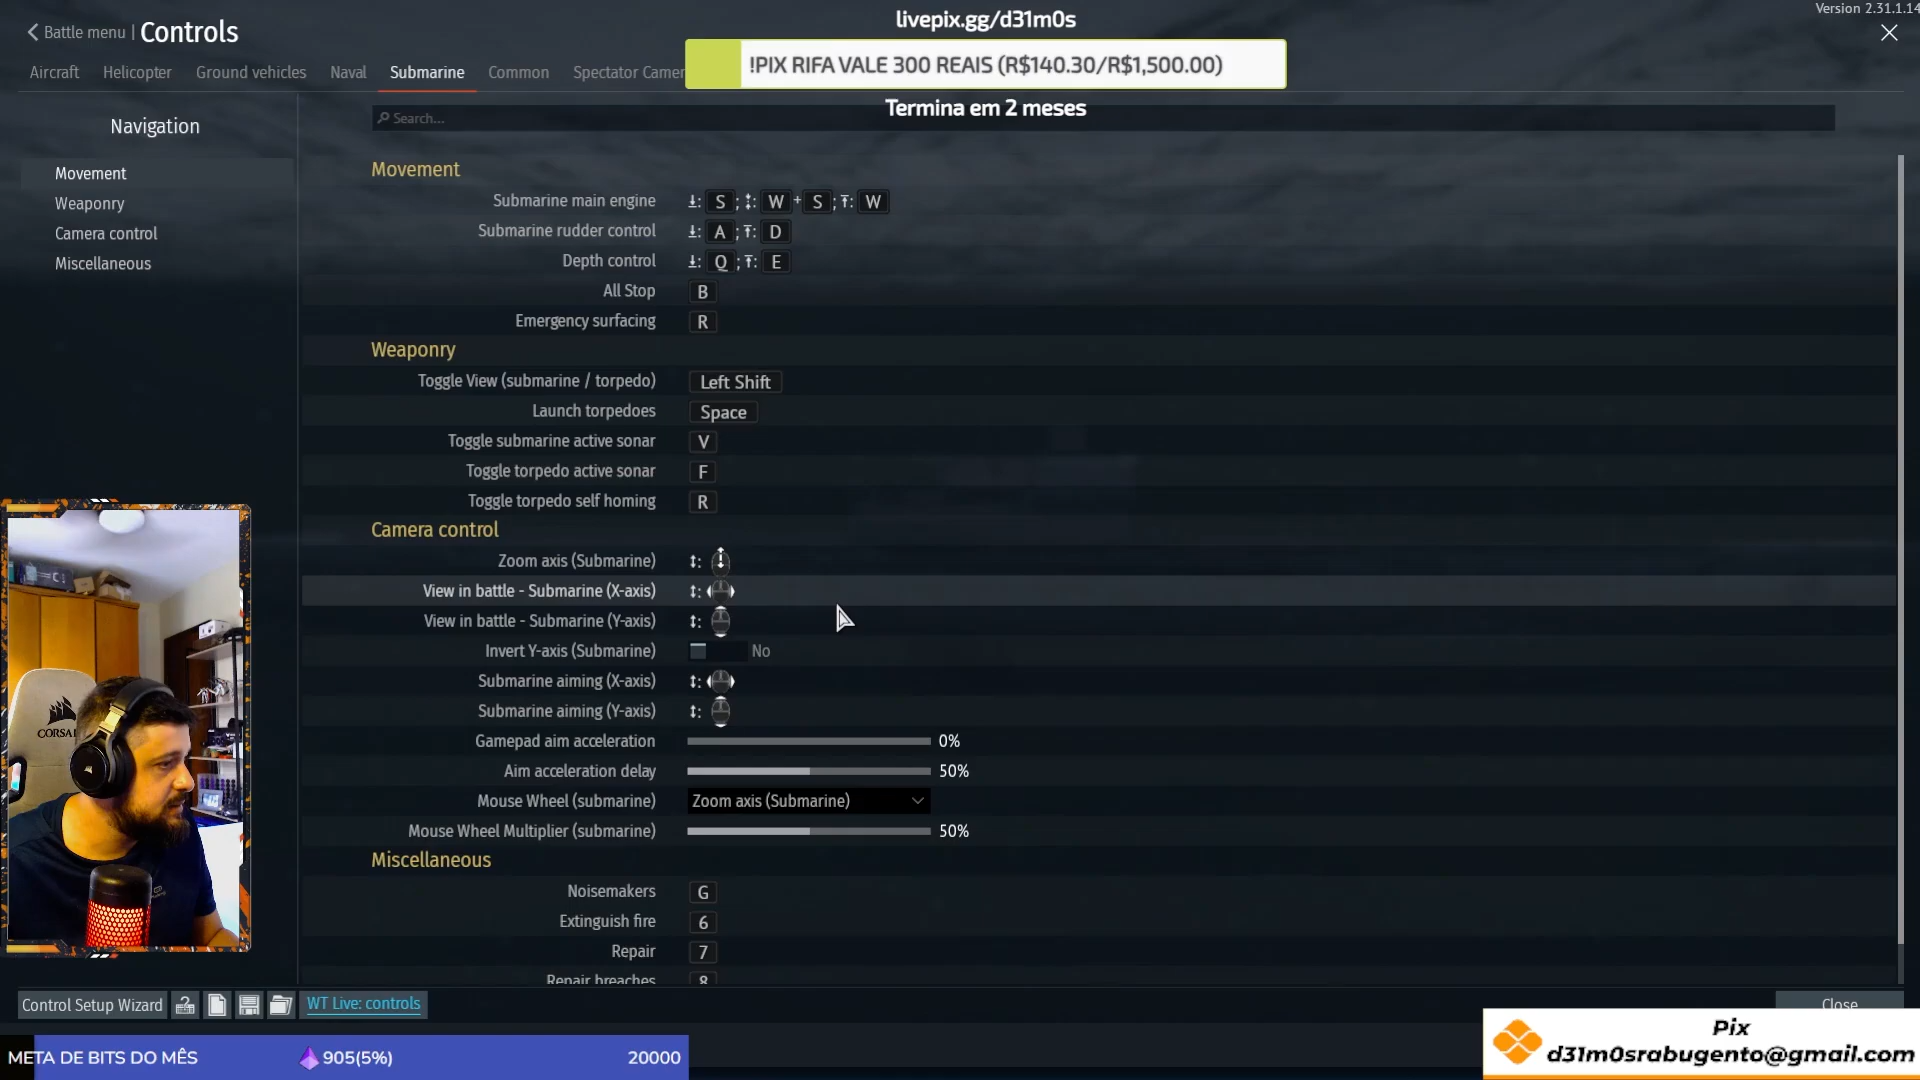 livepix.gg/d31m0s
Version 2.31.1.14
Battle menu | Controls
!PIX RIFA VALE 300 REAIS (R$140.30/R$1,500.00)
Aircraft Helicopter Ground vehicles Naval Submarine Common Spectator Camer
Termina em 2 meses
Search...
Navigation
Movement
Weaponry
Camera control
Miscellaneous
Movement
Submarine main engine S ; W + S ; W
Submarine rudder control A ; D
Depth control Q ; E
All Stop B
Emergency surfacing R
Weaponry
Toggle View (submarine / torpedo) Left Shift
Launch torpedoes Space
Toggle submarine active sonar V
Toggle torpedo active sonar F
Toggle torpedo self homing R
Camera control
Zoom axis (Submarine)
View in battle - Submarine (X-axis)
View in battle - Submarine (Y-axis)
Invert Y-axis (Submarine) No
Submarine aiming (X-axis)
Submarine aiming (Y-axis)
Gamepad aim acceleration 0%
Aim acceleration delay 50%
Mouse Wheel (submarine) Zoom axis (Submarine)
Mouse Wheel Multiplier (submarine) 50%
Miscellaneous
Noisemakers G
Extinguish fire 6
Repair 7
Repair breaches 8
CORSAI
Control Setup Wizard WT Live: controls
Close
META DE BITS DO MÊS 905(5%) 20000
Pix
d31m0srabugento@gmail.com